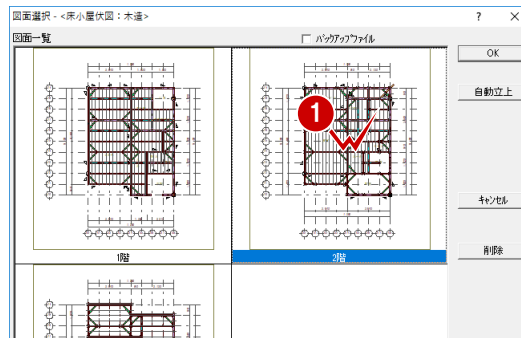 図面選択 - <床小屋伏図：木造>
? ×
図面一覧
バックアップファイル
OK
自動立上
1
キャンセル
削除
1階
2階